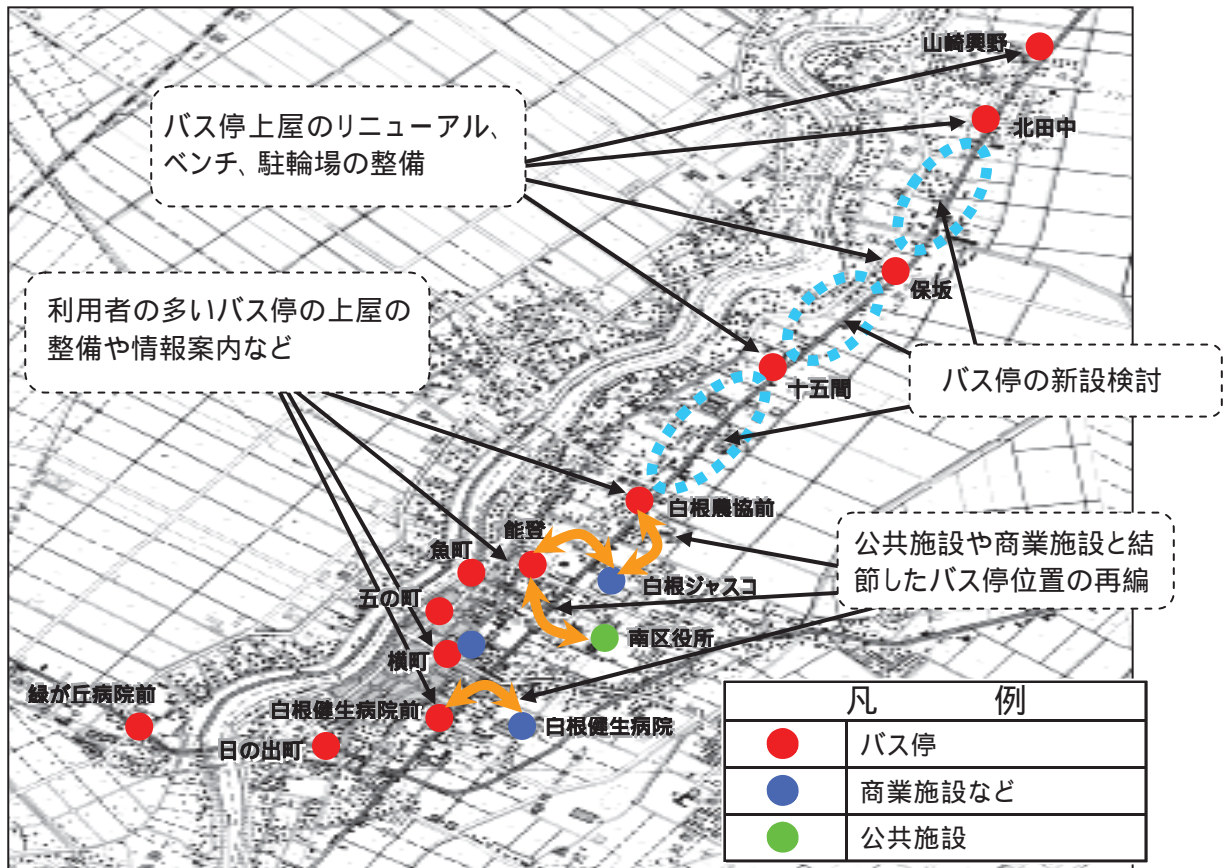 山崎興野
バス停上屋のリニューアル、
ベンチ、駐輪場の整備
北田中
保坂
利用者の多いバス停の上屋の
整備や情報案内など
十五間
バス停の新設検討
白根農協前
能登
魚町
公共施設や商業施設と結
節したバス停位置の再編
白根ジャスコ
五の町
南区役所
横町
緑が丘病院前
白根健生病院前
白根健生病院
日の出町
凡 例
バス停
商業施設など
公共施設